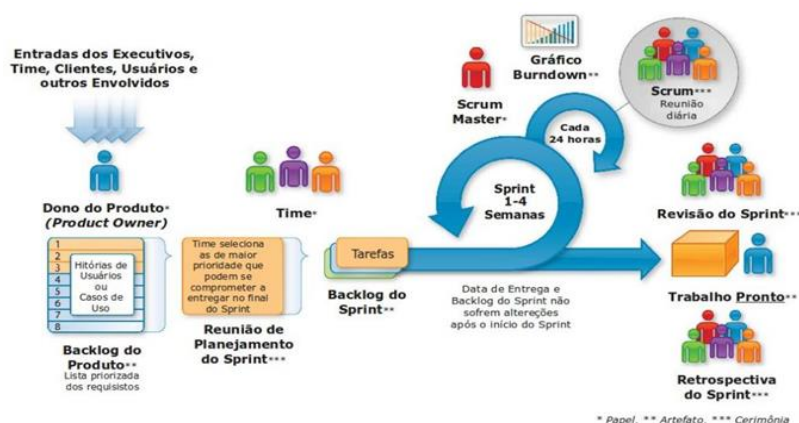 Entradas dos Executivos,
Time, Clientes, Usuários e
outros Envolvidos
Dono do Produto*
(Product Owner)
1
2
3
4
5
6
7
8
Hitórias de
Usuários
ou
Casos de
Uso
Backlog do
Produto**
Lista priorizada
dos requisistos
Time*
Time seleciona
as de maior
prioridade que
podem se
comprometer a
entregar no final
do Sprint
Reunião de
Planejamento
do Sprint***
Tarefas
Backlog do
Sprint**
Scrum
Master*
Gráfico
Burndown**
Cada
24 horas
Scrum***
Reunião
diária
Sprint
1-4
Semanas
Data de Entrega e
Backlog do Sprint não
sofrem altereções
após o início do Sprint
Revisão do Sprint***
Trabalho Pronto**
Retrospectiva
do Sprint***
* Papel, ** Artefato, *** Cerimônia